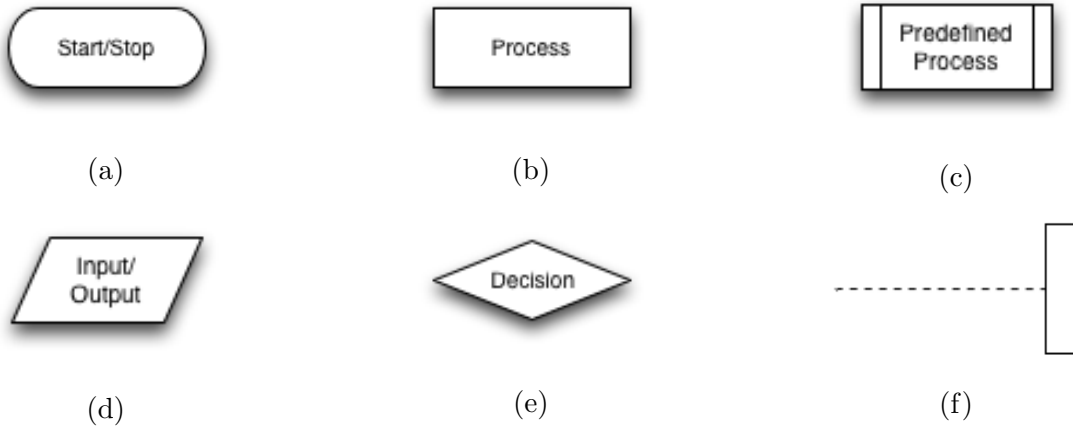 Start/Stop
Process
Predefined
Process
(a)
(b)
(c)
Input/
Output
Decision
(d)
(e)
(f)